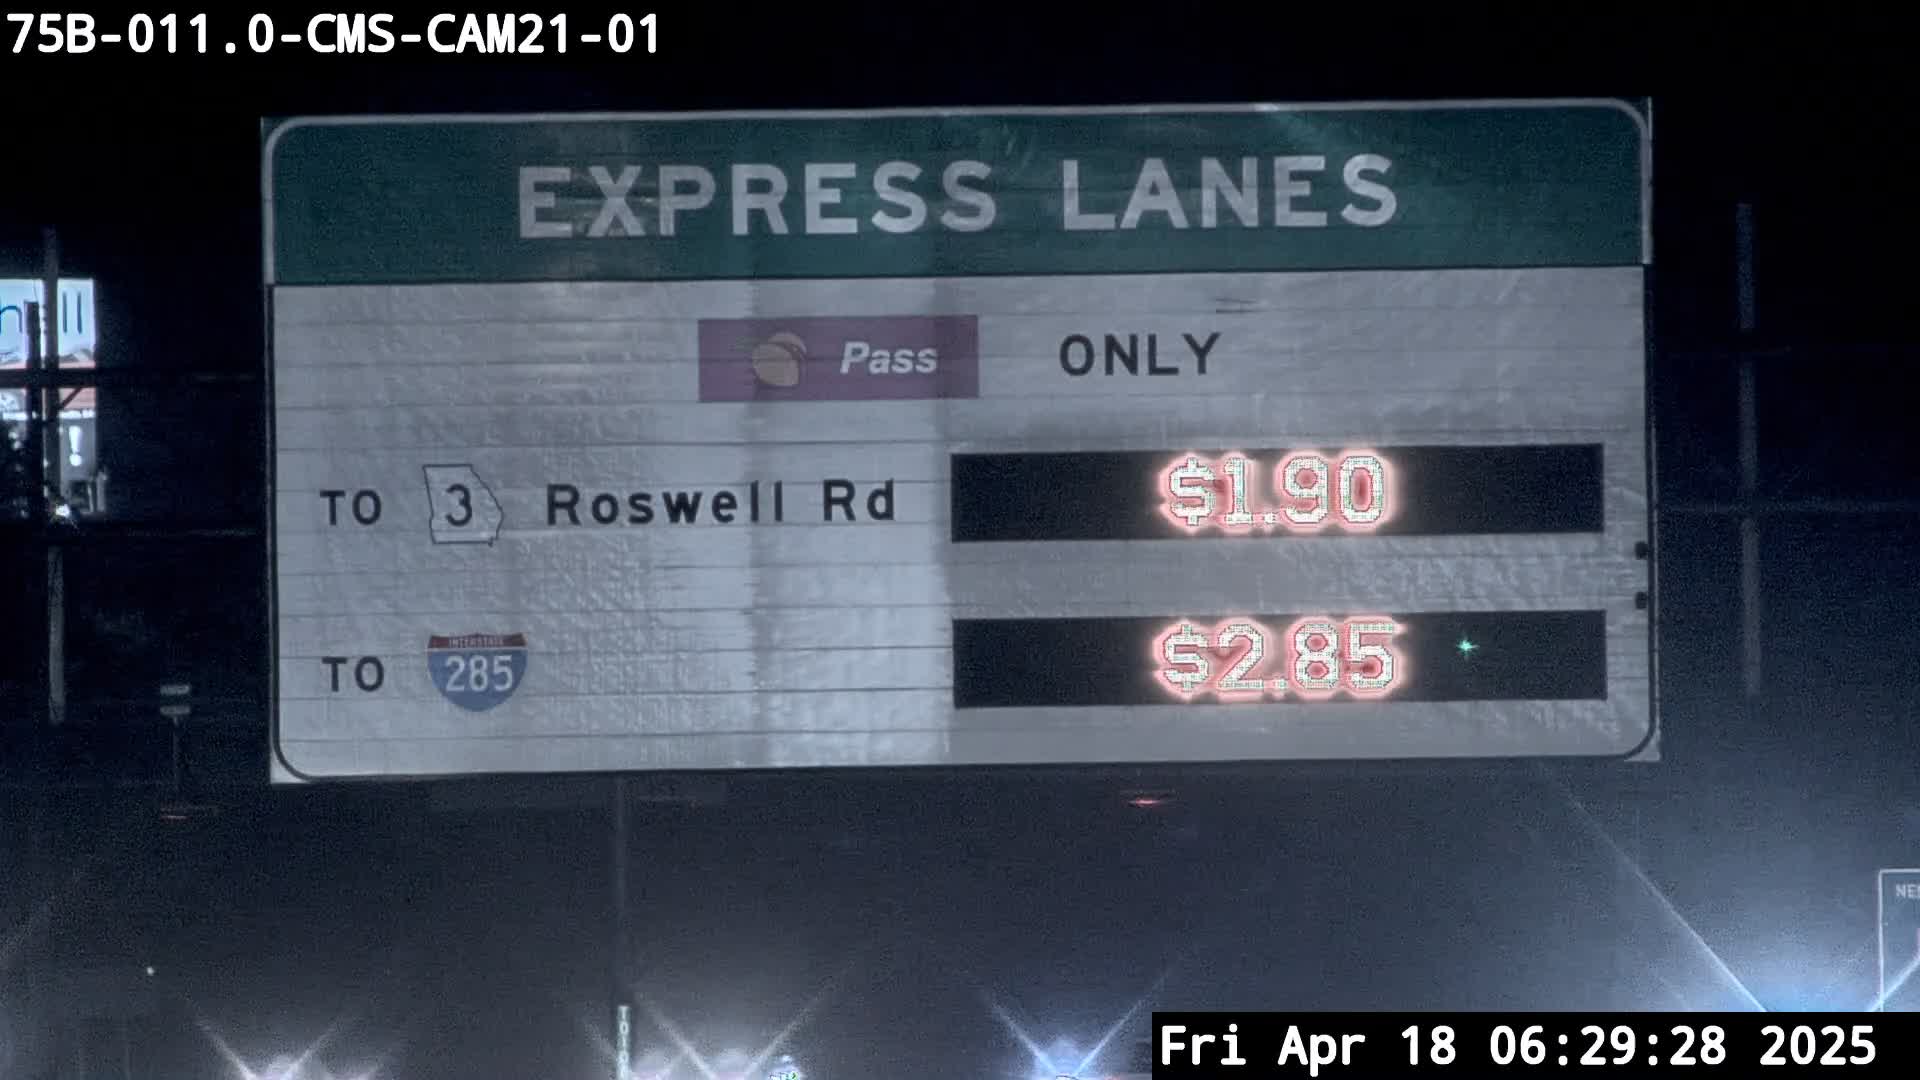 75B-011.0-CMS-CAM21-01
EXPRESS LANES
Pass ONLY
TO 3 Roswell Rd $1.90
INTERSTATE
TO 285 $2.85
Fri Apr 18 06:29:28 2025